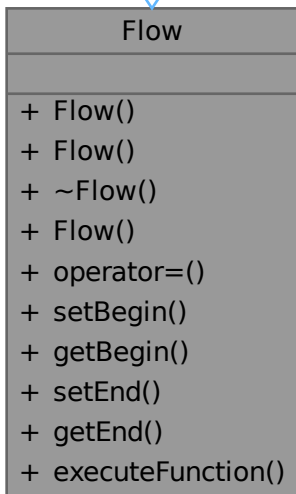 Flow
+ Flow()
+ Flow()
+ ~Flow()
+ Flow()
+ operator=()
+ setBegin()
+ getBegin()
+ setEnd()
+ getEnd()
+ executeFunction()